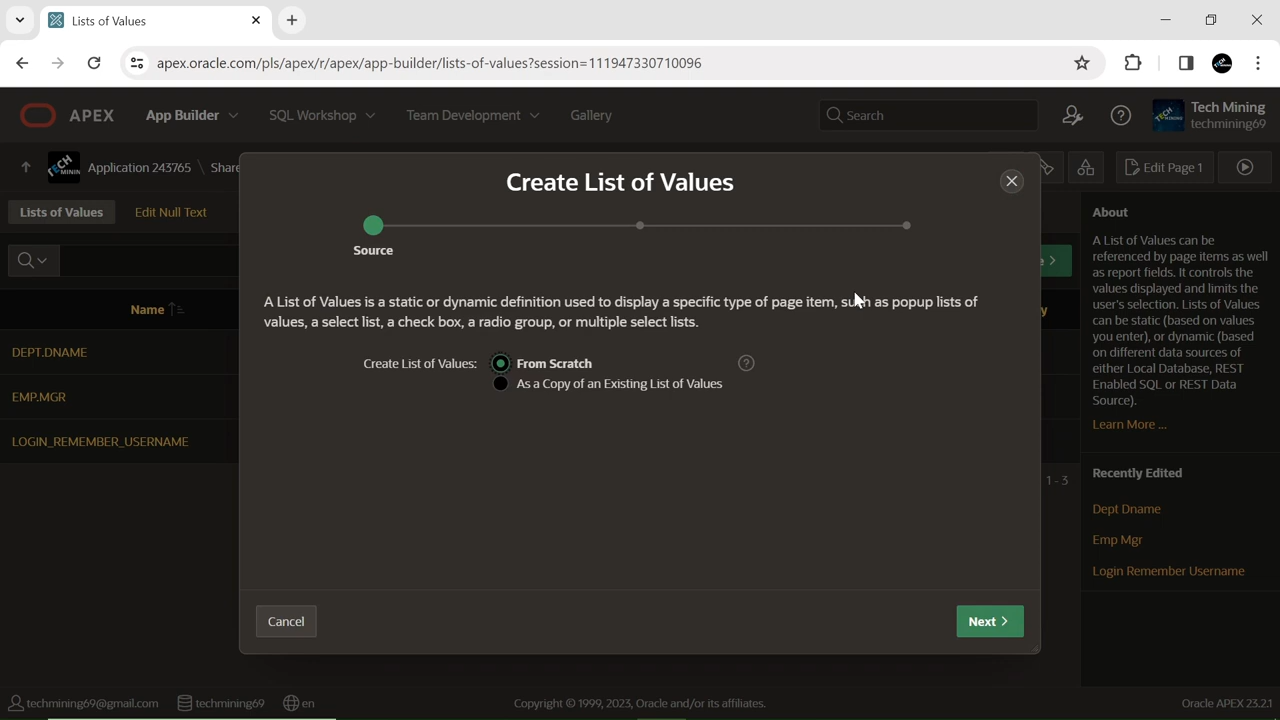 Lists of Values
apex.oracle.com/pls/apex/r/apex/app-builder/lists-of-values?session=111947330710096
APEX
App Builder
SQL Workshop
Team Development
Gallery
Search
Tech Mining
techmining69
TECH
MINING
Application 243765 \ Share
Edit Page 1
Lists of Values
Edit Null Text
Name
DEPT.DNAME
EMP.MGR
LOGIN_REMEMBER_USERNAME
Create List of Values
Source
A List of Values is a static or dynamic definition used to display a specific type of page item, such as popup lists of
values, a select list, a check box, a radio group, or multiple select lists.
Create List of Values:
From Scratch
As a Copy of an Existing List of Values
Cancel
Next >
e >
y
1 - 3
About
A List of Values can be
referenced by page items as well
as report fields. It controls the
values displayed and limits the
user's selection. Lists of Values
can be static (based on values
you enter), or dynamic (based
on different data sources of
either Local Database, REST
Enabled SQL or REST Data
Source).
Learn More ...
Recently Edited
Dept Dname
Emp Mgr
Login Remember Username
techmining69@gmail.com
techmining69
en
Copyright © 1999, 2023, Oracle and/or its affiliates.
Oracle APEX 23.2.1